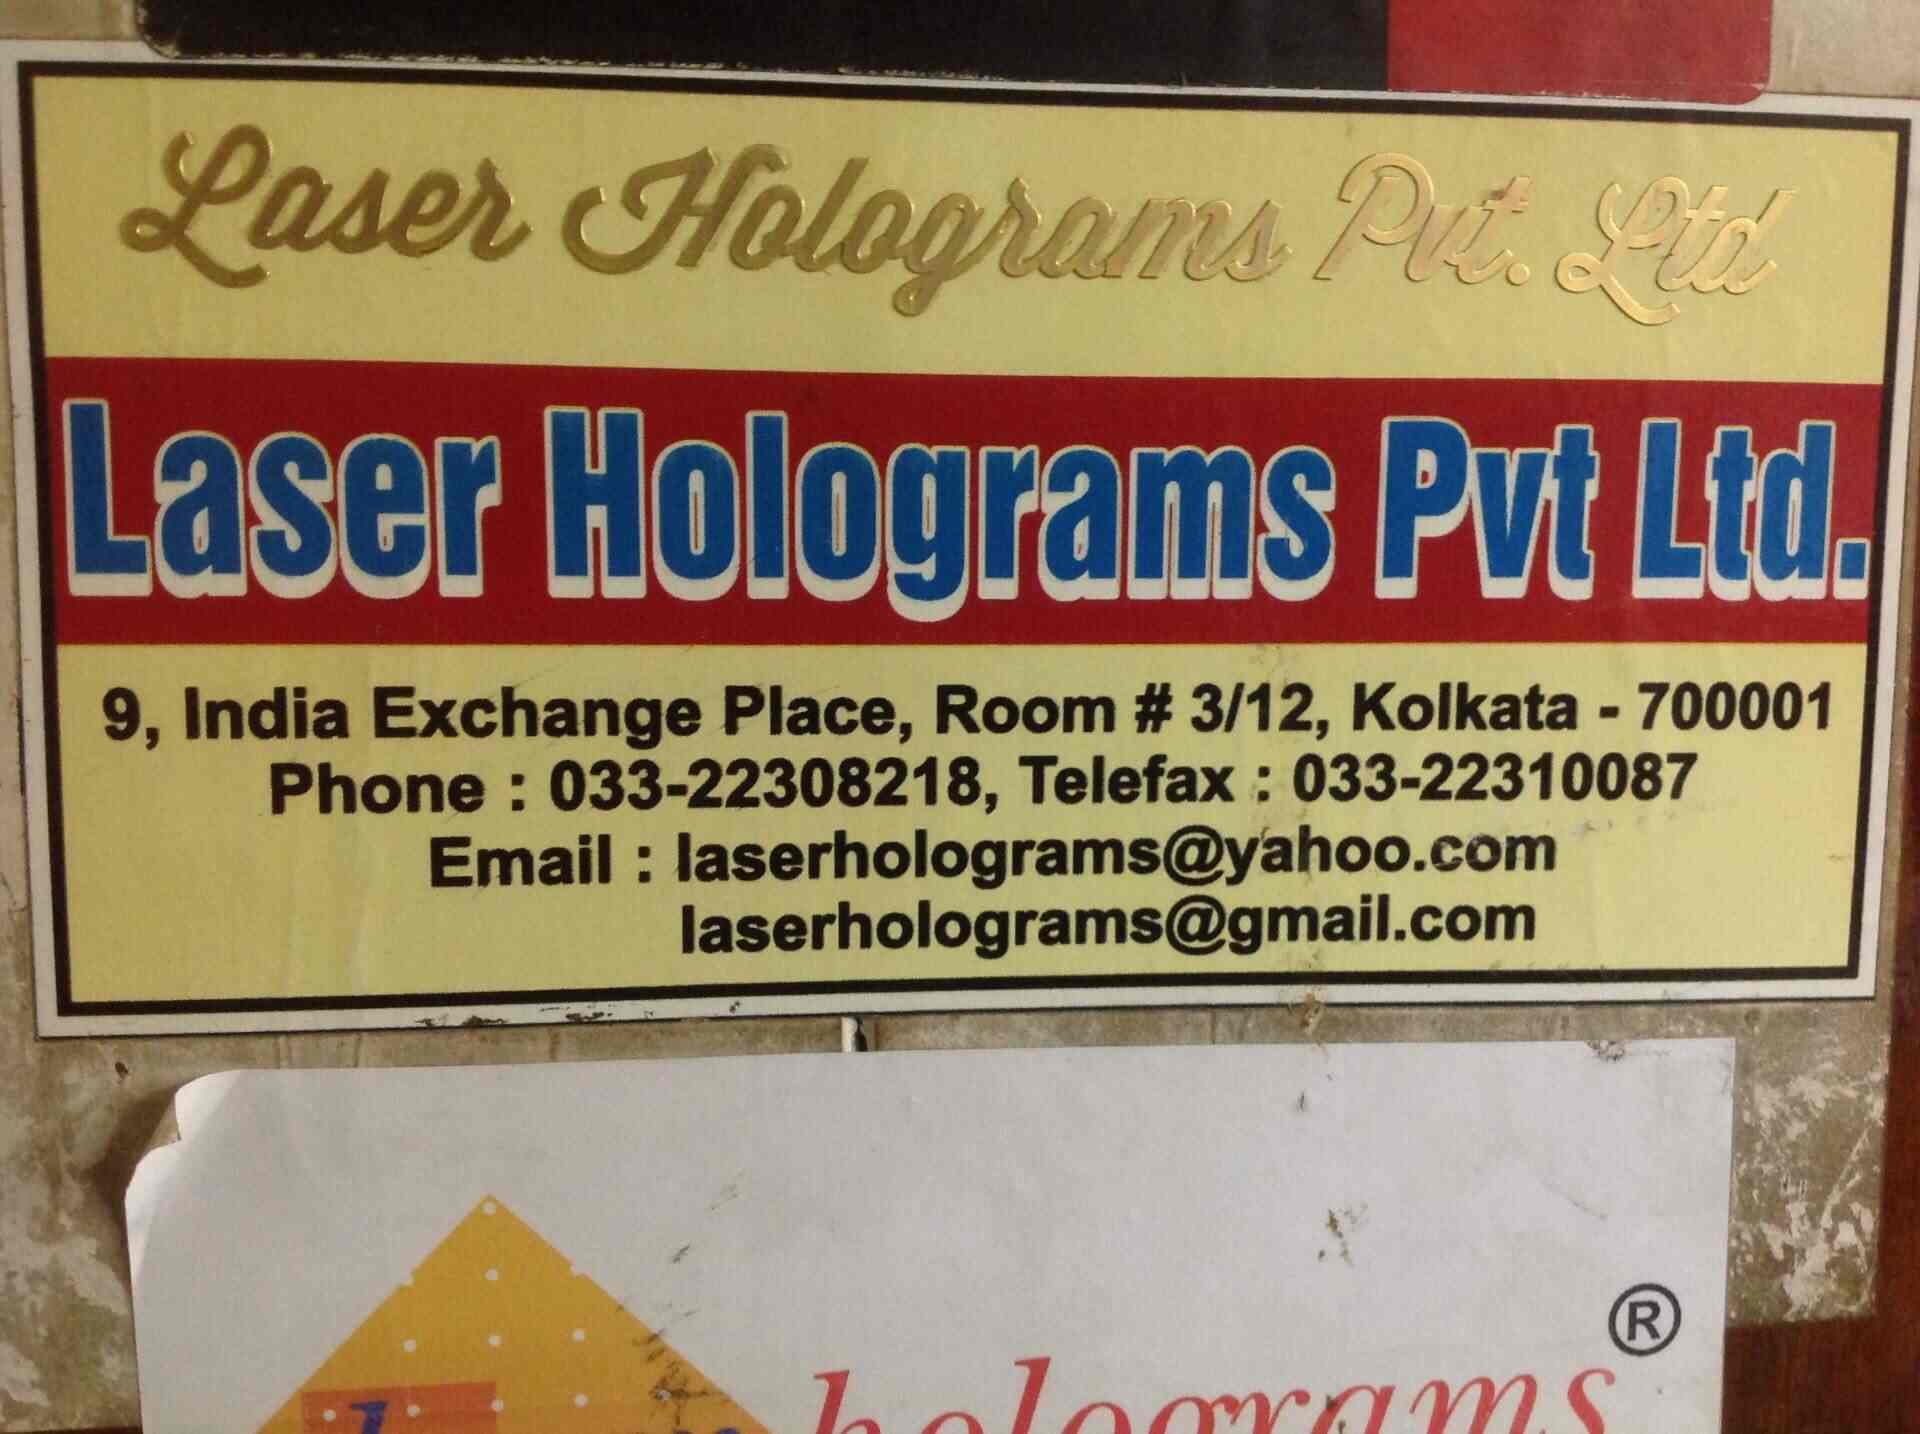 Laser Holograms Pvt. Ltd
Laser Holograms Pvt Ltd.
9, India Exchange Place, Room # 3/12, Kolkata - 700001
Phone : 033-22308218, Telefax : 033-22310087
Email : laserholograms@yahoo.com
laserholograms@gmail.com
®
holograms